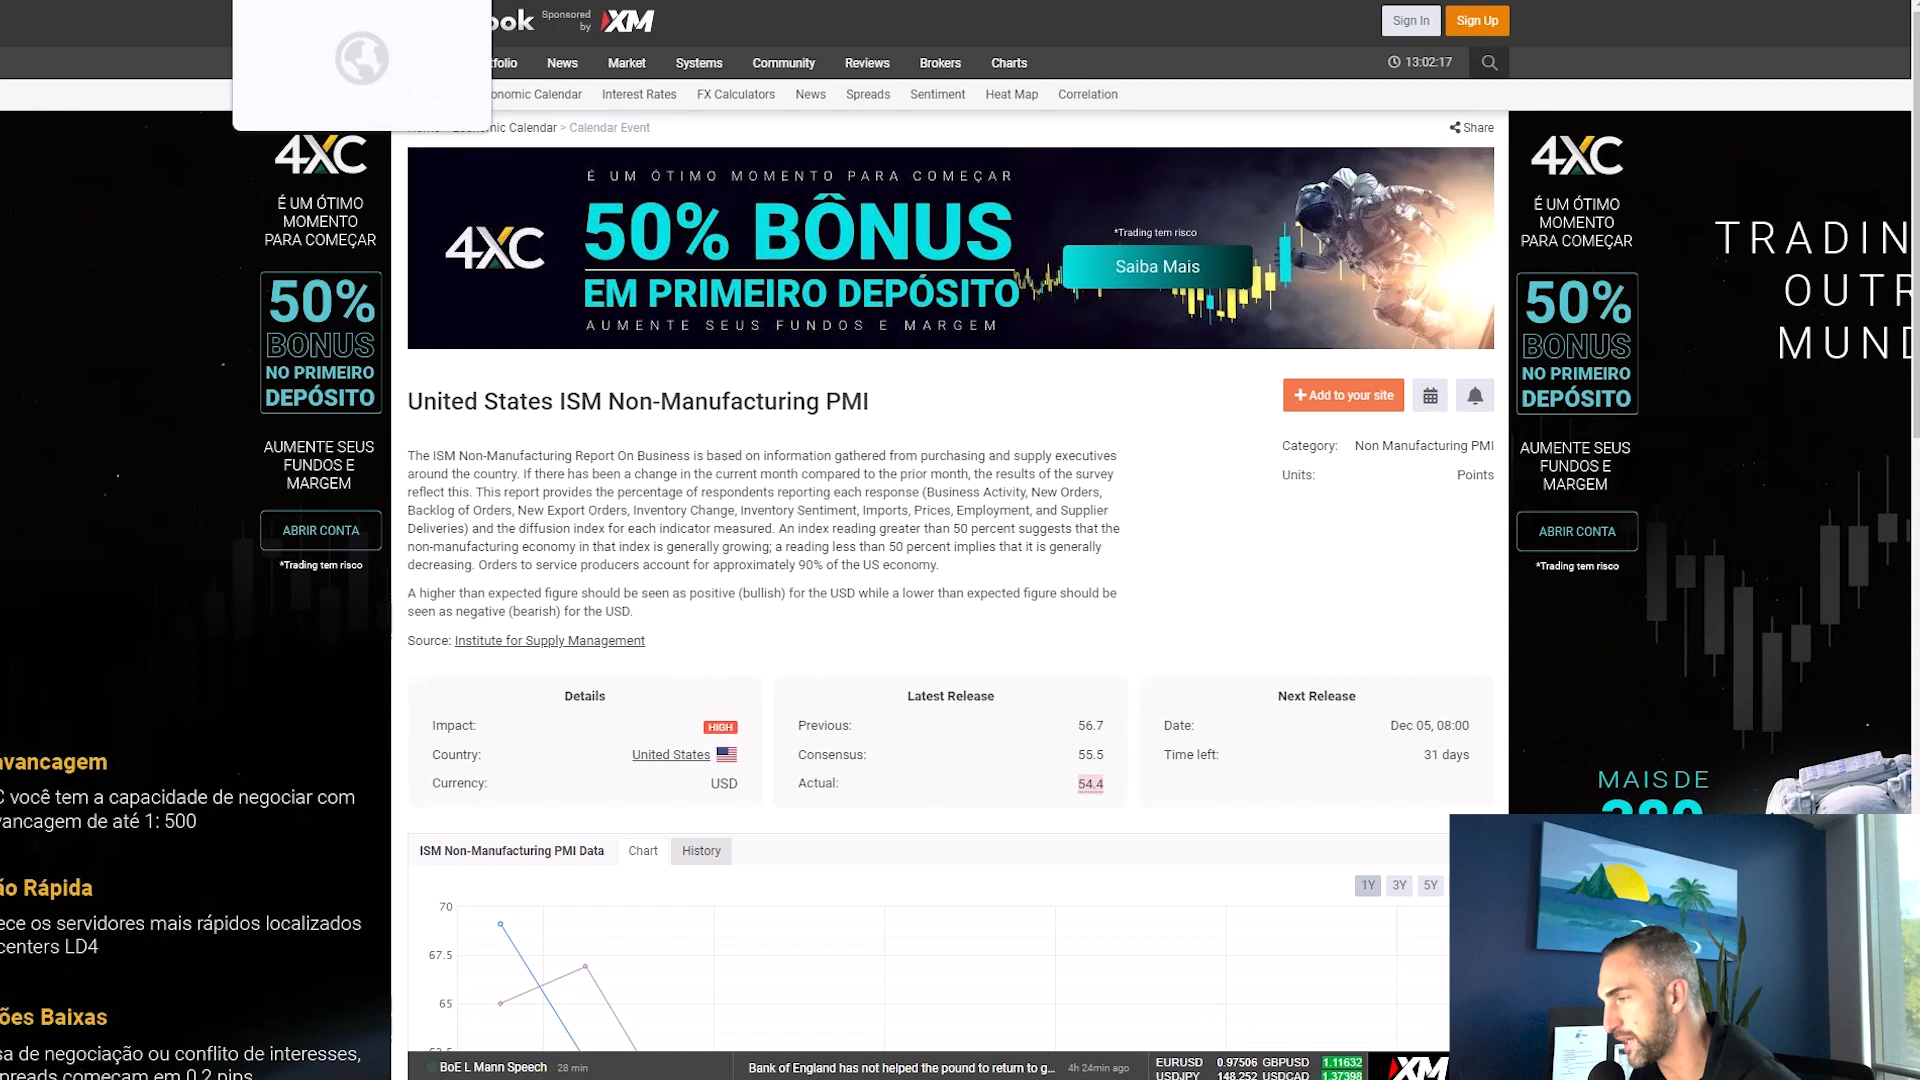 ook Sponsored by XM
Sign In Sign Up
tfolio News Market Systems Community Reviews Brokers Charts 13:02:17
onomic Calendar Interest Rates FX Calculators News Spreads Sentiment Heat Map Correlation
Economic Calendar > Calendar Event
Share
4XC
É UM ÓTIMO
MOMENTO
PARA COMEÇAR
50%
BONUS
NO PRIMEIRO
DEPÓSITO
AUMENTE SEUS
FUNDOS E
MARGEM
ABRIR CONTA
*Trading tem risco
avancagem
C você tem a capacidade de negociar com
vancagem de até 1: 500
ão Rápida
ece os servidores mais rápidos localizados
centers LD4
ões Baixas
sa de negociação ou conflito de interesses,
spreads começam em 0.2 pips
4XC
É UM ÓTIMO MOMENTO PARA COMEÇAR
50% BÔNUS
EM PRIMEIRO DEPÓSITO
AUMENTE SEUS FUNDOS E MARGEM
*Trading tem risco
Saiba Mais
United States ISM Non-Manufacturing PMI
Add to your site
The ISM Non-Manufacturing Report On Business is based on information gathered from purchasing and supply executives
around the country. If there has been a change in the current month compared to the prior month, the results of the survey
reflect this. This report provides the percentage of respondents reporting each response (Business Activity, New Orders,
Backlog of Orders, New Export Orders, Inventory Change, Inventory Sentiment, Imports, Prices, Employment, and Supplier
Deliveries) and the diffusion index for each indicator measured. An index reading greater than 50 percent suggests that the
non-manufacturing economy in that index is generally growing; a reading less than 50 percent implies that it is generally
decreasing. Orders to service producers account for approximately 90% of the US economy.
A higher than expected figure should be seen as positive (bullish) for the USD while a lower than expected figure should be
seen as negative (bearish) for the USD.
Source: Institute for Supply Management
Category: Non Manufacturing PMI
Units: Points
Details
Impact: HIGH
Country: United States
Currency: USD
Latest Release
Previous: 56.7
Consensus: 55.5
Actual: 54.4
Next Release
Date: Dec 05, 08:00
Time left: 31 days
ISM Non-Manufacturing PMI Data Chart History
1Y 3Y 5Y
70
67.5
65
62.5
BoE L Mann Speech 28 min
Bank of England has not helped the pound to return to g... 4h 24min ago
EURUSD 0.97506 GBPUSD 1.11632
USDJPY 148.252 USDCAD 1.37398
XM
4XC
É UM ÓTIMO
MOMENTO
PARA COMEÇAR
50%
BONUS
NO PRIMEIRO
DEPÓSITO
AUMENTE SEUS
FUNDOS E
MARGEM
ABRIR CONTA
*Trading tem risco
TRADIN
OUTR
MUND
MAIS DE